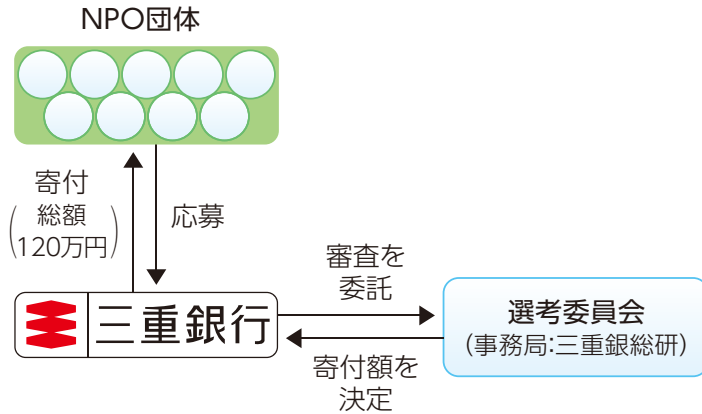 NPO団体
寄付
総額
120万円
応募
三重銀行
審査を
委託
寄付額を
決定
選考委員会
(事務局:三重銀総研)